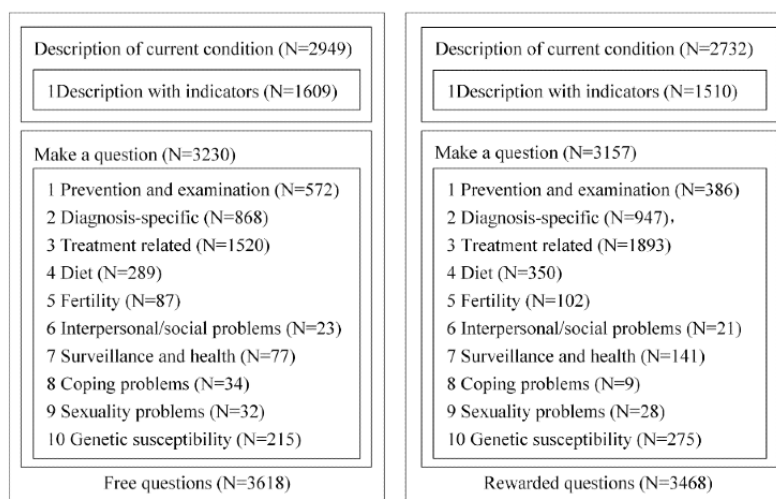 Description of current condition (N=2949)
1Description with indicators (N=1609)
Make a question (N=3230)
1 Prevention and examination (N=572)
2 Diagnosis-specific (N=868)
3 Treatment related (N=1520)
4 Diet (N=289)
5 Fertility (N=87)
6 Interpersonal/social problems (N=23)
7 Surveillance and health (N=77)
8 Coping problems (N=34)
9 Sexuality problems (N=32)
10 Genetic susceptibility (N=215)
Free questions (N=3618)
Description of current condition (N=2732)
1Description with indicators (N=1510)
Make a question (N=3157)
1 Prevention and examination (N=386)
2 Diagnosis-specific (N=947),
3 Treatment related (N=1893)
4 Diet (N=350)
5 Fertility (N=102)
6 Interpersonal/social problems (N=21)
7 Surveillance and health (N=141)
8 Coping problems (N=9)
9 Sexuality problems (N=28)
10 Genetic susceptibility (N=275)
Rewarded questions (N=3468)